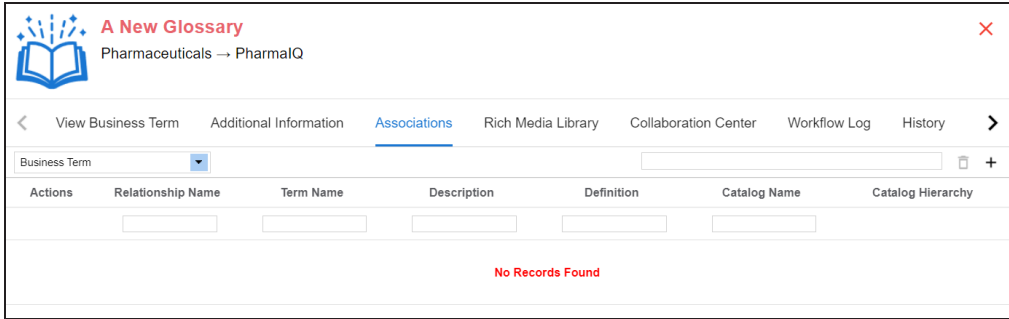 A New Glossary
Pharmaceuticals → PharmaIQ
View Business Term Additional Information Associations Rich Media Library Collaboration Center Workflow Log History
Business Term
Actions Relationship Name Term Name Description Definition Catalog Name Catalog Hierarchy
No Records Found